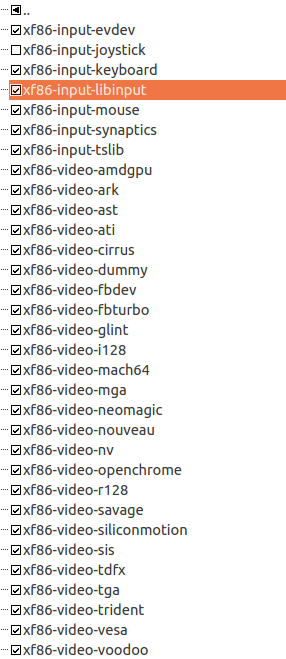 ..
xf86-input-evdev
xf86-input-joystick
xf86-input-keyboard
xf86-input-libinput
xf86-input-mouse
xf86-input-synaptics
xf86-input-tslib
xf86-video-amdgpu
xf86-video-ark
xf86-video-ast
xf86-video-ati
xf86-video-cirrus
xf86-video-dummy
xf86-video-fbdev
xf86-video-fbturbo
xf86-video-glint
xf86-video-i128
xf86-video-mach64
xf86-video-mga
xf86-video-neomagic
xf86-video-nouveau
xf86-video-nv
xf86-video-openchrome
xf86-video-r128
xf86-video-savage
xf86-video-siliconmotion
xf86-video-sis
xf86-video-tdfx
xf86-video-tga
xf86-video-trident
xf86-video-vesa
xf86-video-voodoo